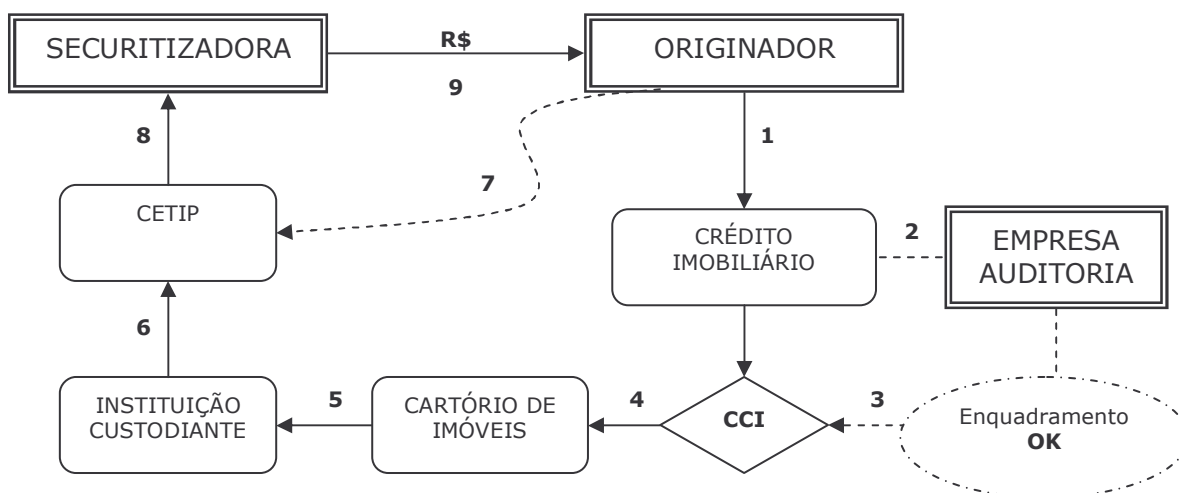 SECURITIZADORA
R$
ORIGINADOR
9
8
1
7
CETIP
CRÉDITO
IMOBILIÁRIO
2
EMPRESA
AUDITORIA
6
INSTITUIÇÃO
CUSTODIANTE
5
CARTÓRIO DE
IMÓVEIS
4
CCI
3
Enquadramento
OK